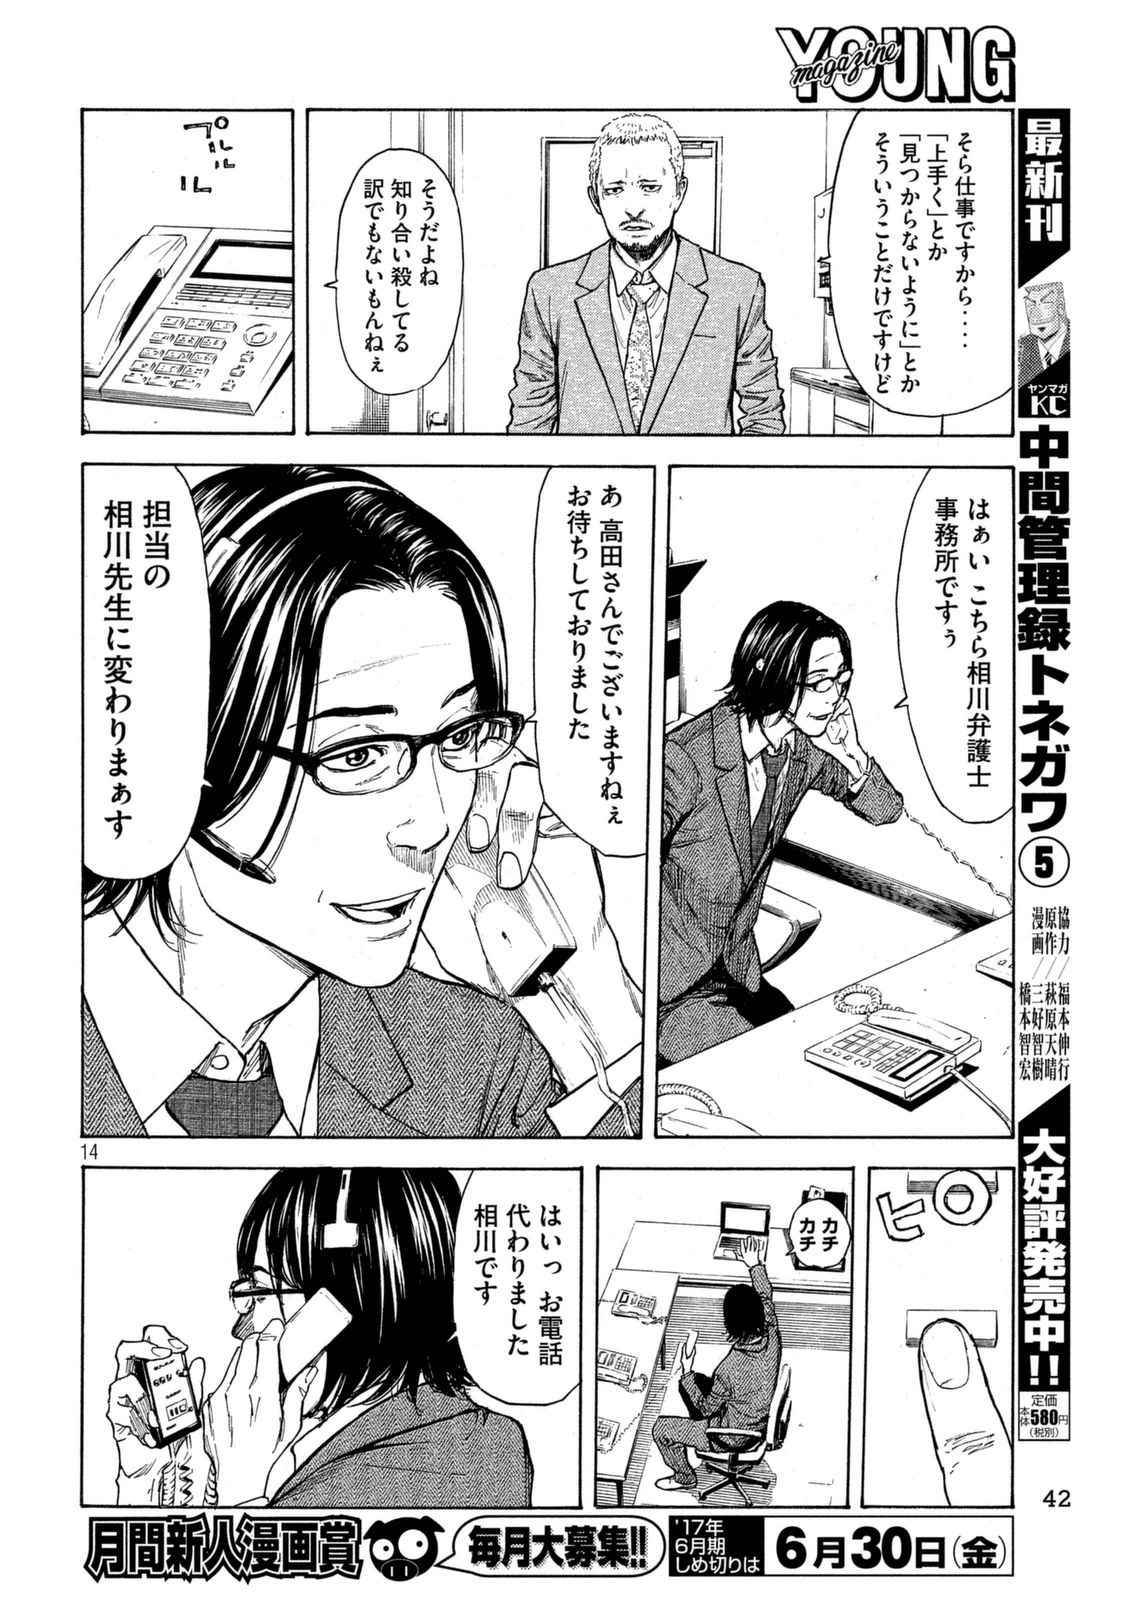 YOUNG
magazine
そら仕事ですから‥‥
「上手く」とか
「見つからないように」とか
そういうことだけですけど
そうだよね
知り合い殺してる
訳でもないもんねぇ
プルルル
はぁい こちら相川弁護士
事務所ですぅ
あ 高田さんでございますねぇ
お待ちしておりました
担当の
相川先生に変わりまぁす
14
ピ
カチ
カチ
はいっ お電話
代わりました
相川です
最新刊
ヤンマガ
KC
中間管理録トネガワ⑤
協力/福本伸行
原作/萩原天晴
漫画/三好智樹
橋本智宏
大好評発売中!!
定価
本体580円
(税別)
42
月間新人漫画賞
毎月大募集!!
'17年
6月期
しめ切りは
6月30日(金)